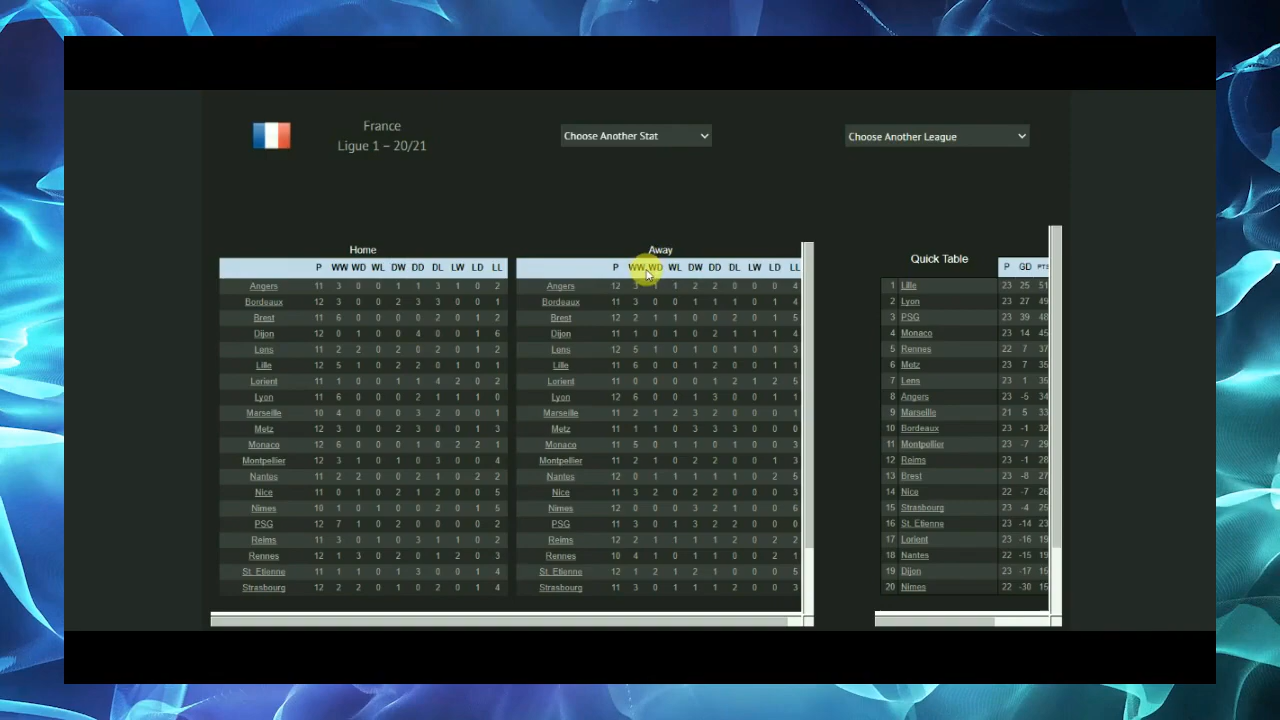 France
Ligue 1 – 20/21
Choose Another Stat
Choose Another League
Home
P WW WD WL DW DD DL LW LD LL
Angers 11 3 0 0 1 1 3 1 0 2
Bordeaux 12 3 0 0 2 3 3 0 0 1
Brest 11 6 0 0 0 0 2 0 1 2
Dijon 12 0 1 0 0 4 0 0 1 6
Lens 11 2 2 0 2 0 2 0 1 2
Lille 12 5 1 0 2 2 0 1 0 1
Lorient 11 1 0 0 1 1 4 2 0 2
Lyon 11 6 0 0 0 2 1 1 1 0
Marseille 10 4 0 0 0 3 2 0 0 1
Metz 12 3 0 0 2 3 0 0 1 3
Monaco 12 6 0 0 0 1 0 2 2 1
Montpellier 12 3 1 0 1 3 0 0 4
Nantes 11 2 2 0 0 2 1 0 0 4
Nice 11 0 1 0 2 1 2 0 0 5
Nimes 10 1 0 1 0 0 2 0 1 5
PSG 12 7 1 0 2 0 0 0 0 2
Reims 11 3 0 1 0 3 1 1 0 2
Rennes 12 1 3 0 2 0 1 2 0 3
St. Etienne 11 1 1 0 1 3 0 0 1 4
Strasbourg 12 2 2 0 1 0 2 0 1 4
Away
P WW WD WL DW DD DL LW LD LL
Angers 12 3 1 1 2 2 0 0 0 4
Bordeaux 11 3 0 0 1 1 0 1 1 4
Brest 12 2 1 1 0 0 2 0 1 5
Dijon 11 1 0 1 0 2 1 1 1 4
Lens 12 5 1 0 1 0 1 0 1 3
Lille 11 6 0 0 1 2 0 0 1 1
Lorient 11 0 0 0 0 1 2 1 2 5
Lyon 12 6 0 0 1 3 0 0 1 1
Marseille 11 2 1 2 3 2 0 0 0 1
Metz 11 1 1 0 3 3 3 0 0 0
Monaco 11 5 0 1 1 0 1 0 0 3
Montpellier 11 2 1 0 2 2 0 0 1 3
Nantes 12 0 1 1 1 1 1 0 2 5
Nice 11 3 2 0 1 2 0 0 0 3
Nimes 12 0 0 0 2 0 0 0 6
PSG 11 3 0 1 3 2 2 0 0 0
Reims 12 2 1 1 1 2 0 2 2
Rennes 10 4 1 0 1 1 0 0 2 1
St. Etienne 12 1 2 1 2 1 0 0 0 5
Strasbourg 11 3 0 1 1 1 2 0 0 3
Quick Table
P GD PTS
1 Lille 23 25 51
2 Lyon 23 27 49
3 PSG 23 39 48
4 Monaco 23 14 45
5 Rennes 22 7 37
6 Metz 23 7 35
7 Lens 23 1 35
8 Angers 23 -5 34
9 Marseille 21 5 33
10 Bordeaux 23 -1 32
11 Montpellier 23 -7 29
12 Reims 23 -1 28
13 Brest 23 -8 27
14 Nice 22 -7 26
15 Strasbourg 23 -4 25
16 St. Etienne 23 -14 23
17 Lorient 23 -16 19
18 Nantes 22 -15 19
19 Dijon 23 -17 15
20 Nimes 22 -30 15